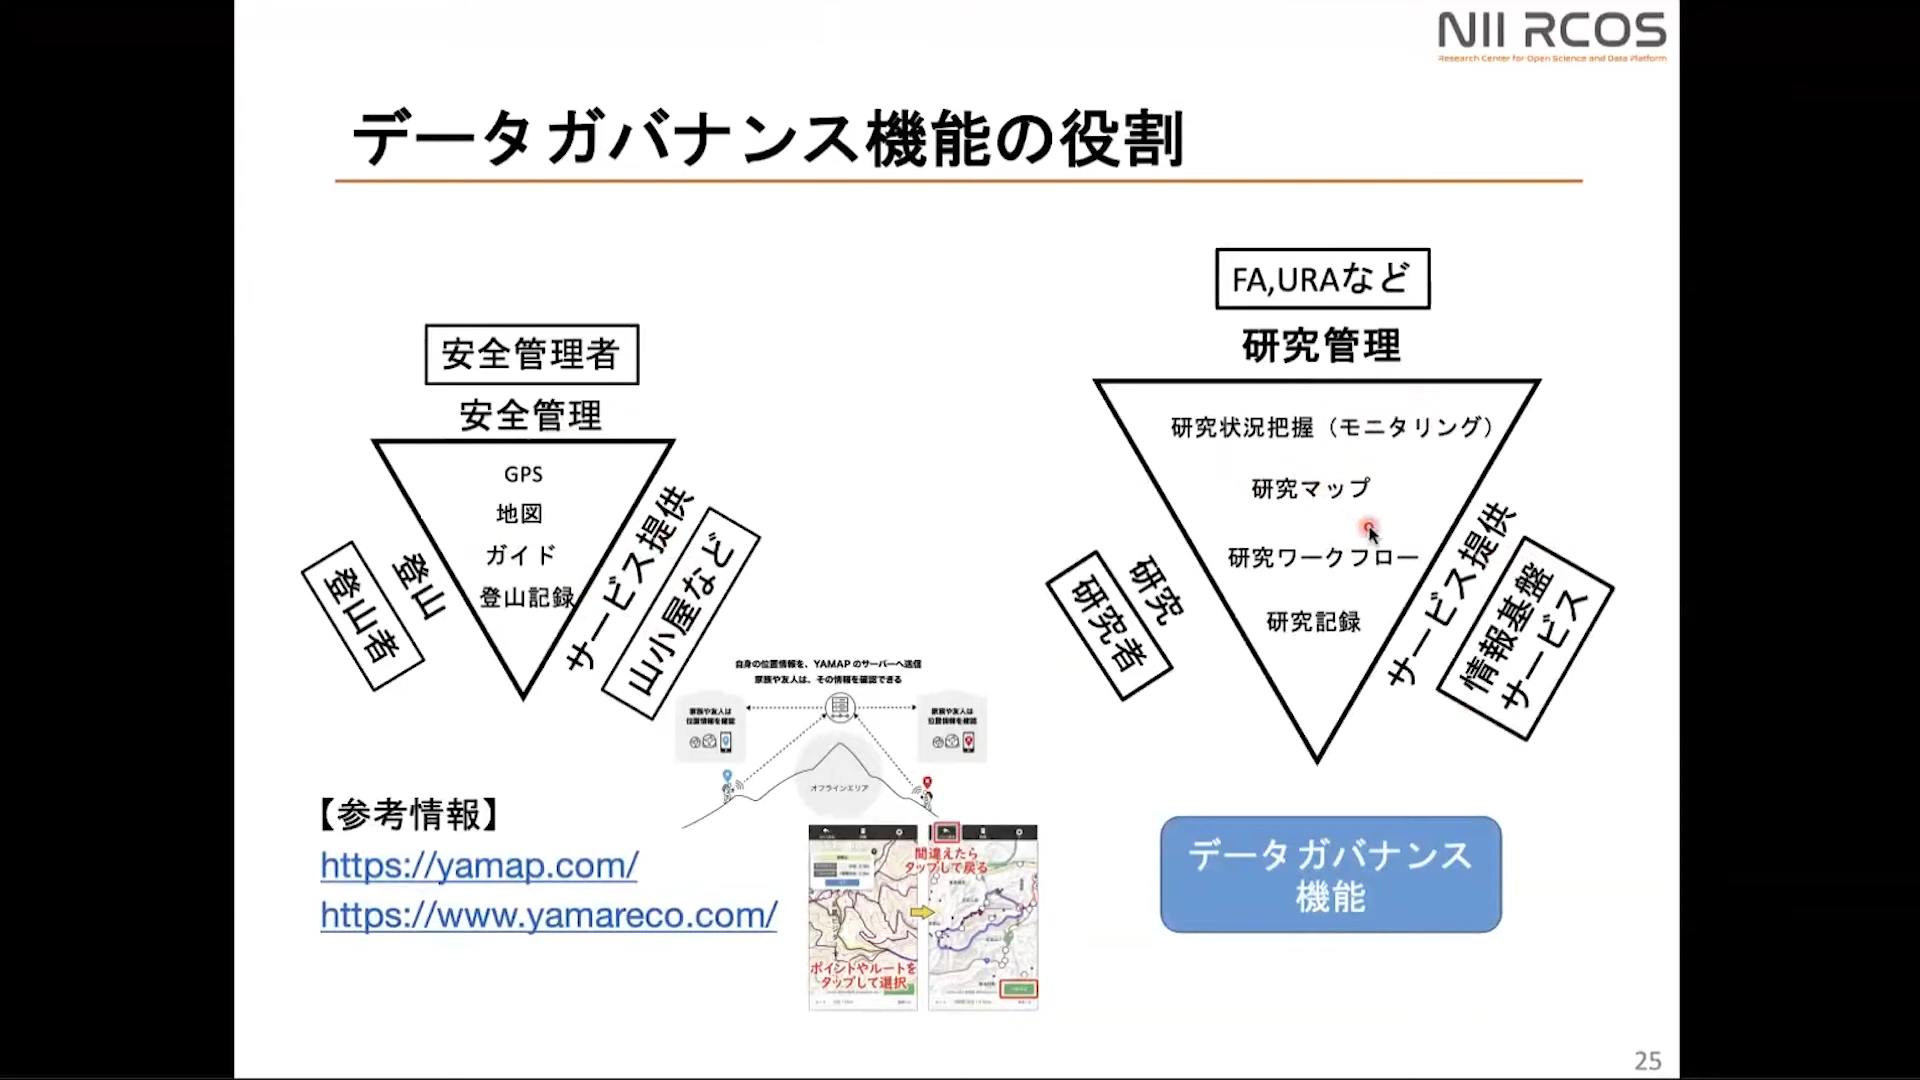 NII RCOS
Research Center for Open Science and Data Platform
データガバナンス機能の役割
安全管理者
安全管理
GPS
地図
ガイド
登山記録
登山者
登山
サービス提供
山小屋など
FA,URAなど
研究管理
研究状況把握（モニタリング）
研究マップ
研究ワークフロー
研究記録
研究者
研究
サービス提供
情報基盤
サービス
自身の位置情報を、YAMAP のサーバーへ送信
家族や友人は、その情報を確認できる
家族や友人は
位置情報を確認
家族や友人は
位置情報を確認
オフラインエリア
【参考情報】
https://yamap.com/
https://www.yamareco.com/
ポイントやルートを
タップして選択
間違えたら
タップして戻る
データガバナンス
機能
25